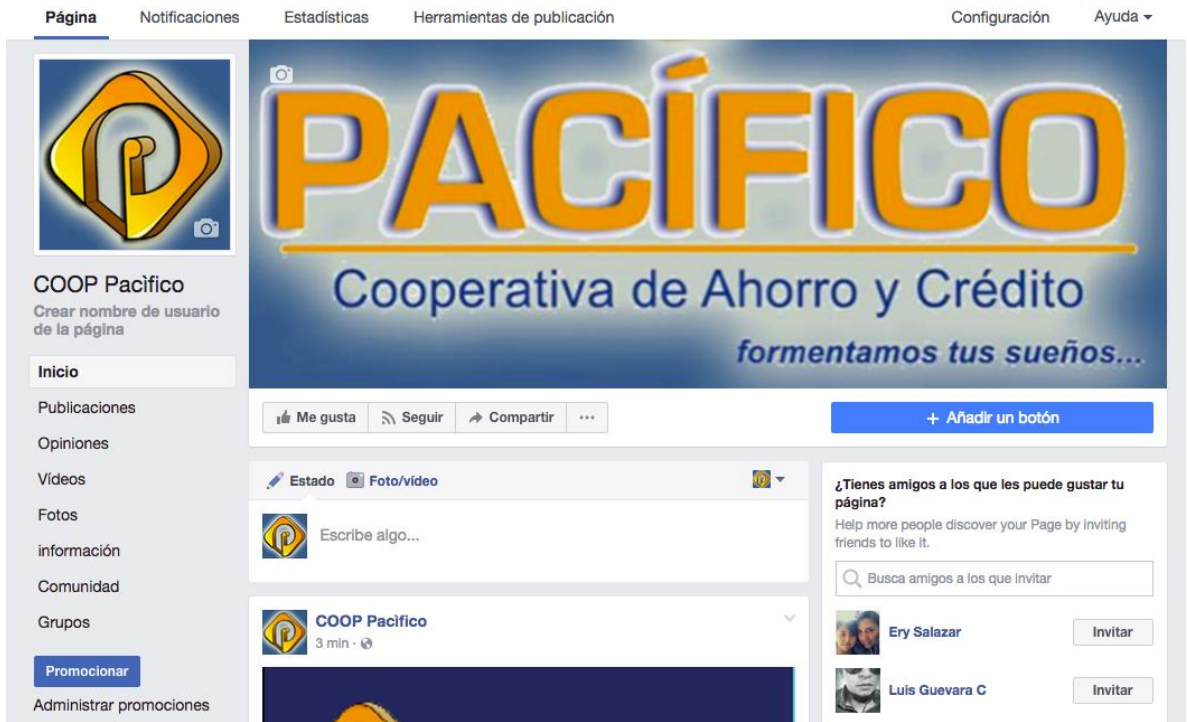 Página Notificaciones Estadísticas Herramientas de publicación Configuración Ayuda
PACÍFICO
Cooperativa de Ahorro y Crédito
formentamos tus sueños...
COOP Pacìfico
Crear nombre de usuario
de la página
Inicio
Publicaciones
Opiniones
Vídeos
Fotos
información
Comunidad
Grupos
Promocionar
Administrar promociones
Me gusta Seguir Compartir ...
+ Añadir un botón
Estado Foto/vídeo
Escribe algo...
COOP Pacìfico
3 min ·
¿Tienes amigos a los que les puede gustar tu
página?
Help more people discover your Page by inviting
friends to like it.
Busca amigos a los que invitar
Ery Salazar Invitar
Luis Guevara C Invitar